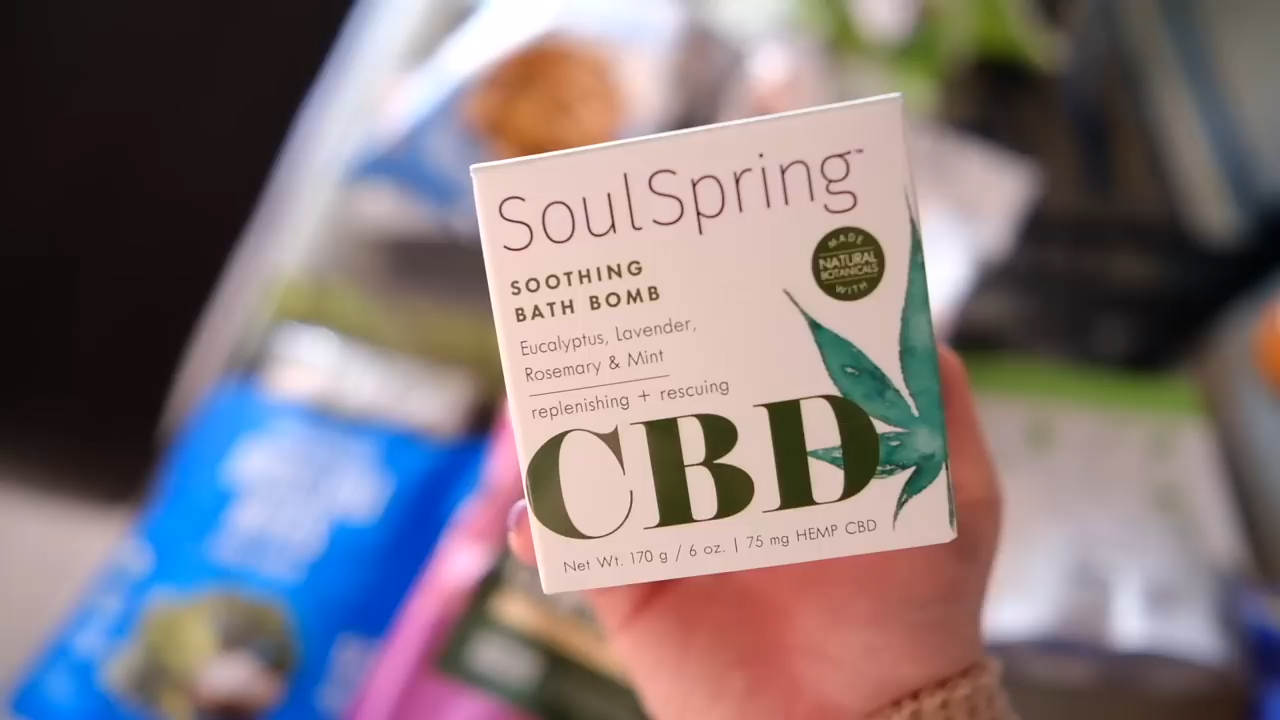 SoulSpring™
MADE
NATURAL
BOTANICALS
WITH
SOOTHING
BATH BOMB
Eucalyptus, Lavender,
Rosemary & Mint
replenishing + rescuing
CBD
Net Wt. 170 g / 6 oz. | 75 mg HEMP CBD